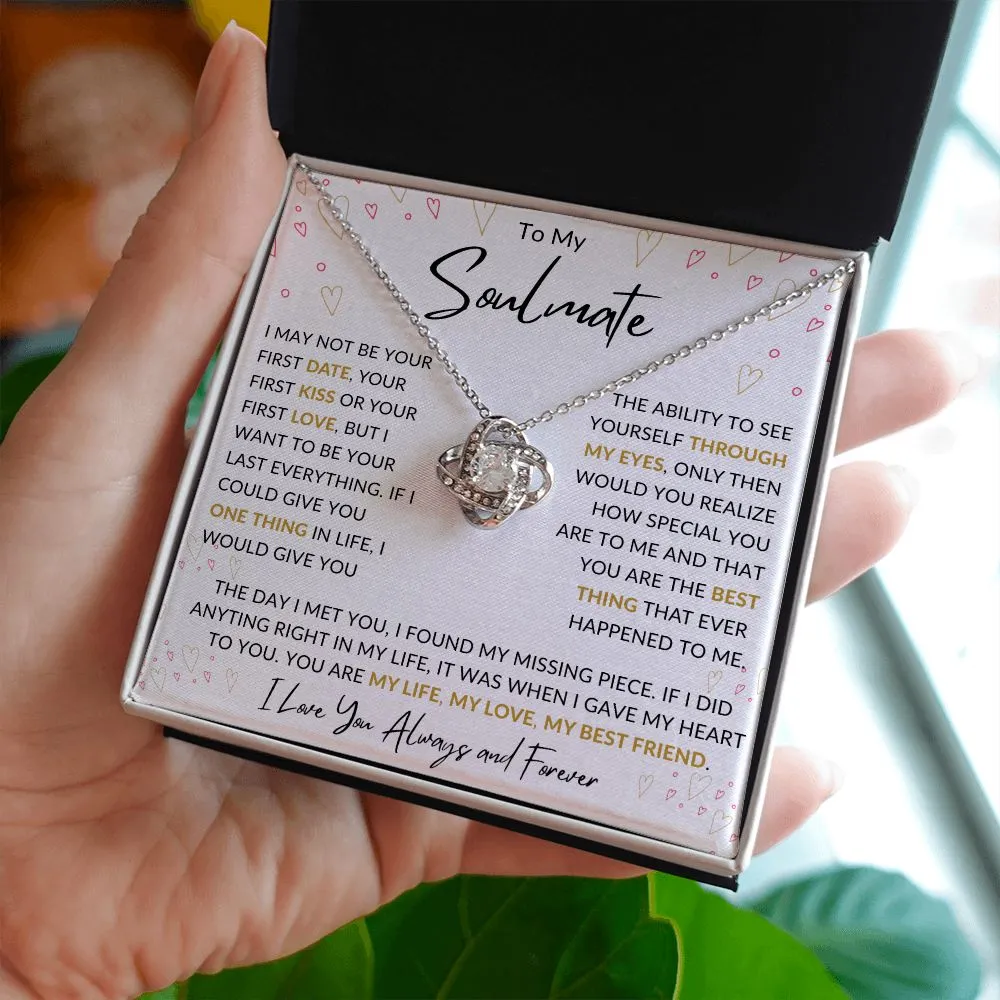 To My
Soulmate
I MAY NOT BE YOUR
FIRST DATE, YOUR
FIRST KISS OR YOUR
FIRST LOVE, BUT I
WANT TO BE YOUR
LAST EVERYTHING. IF I
COULD GIVE YOU
ONE THING IN LIFE, I
WOULD GIVE YOU
THE ABILITY TO SEE
YOURSELF THROUGH
MY EYES, ONLY THEN
WOULD YOU REALIZE
HOW SPECIAL YOU
ARE TO ME AND THAT
YOU ARE THE BEST
THING THAT EVER
HAPPENED TO ME,
THE DAY I MET YOU, I FOUND MY MISSING PIECE. IF I DID
ANYTING RIGHT IN MY LIFE, IT WAS WHEN I GAVE MY HEART
TO YOU. YOU ARE MY LIFE, MY LOVE, MY BEST FRIEND.
I Love You Always and Forever